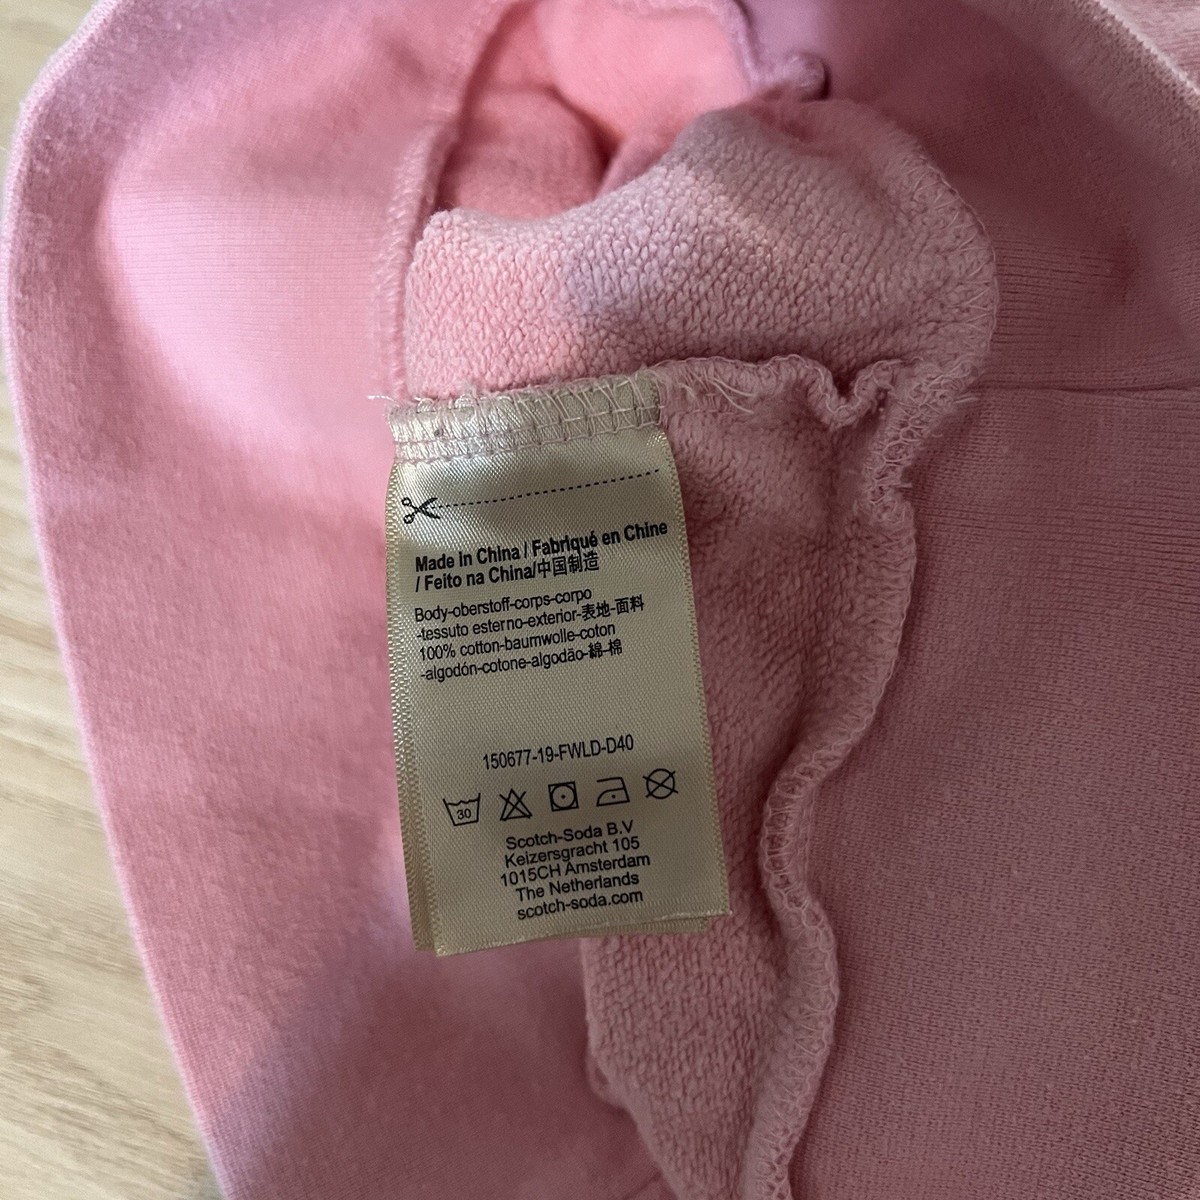 Made in China / Fabriqué en Chine
/ Feito na China/中国制造
Body-oberstoff-corps-corpo
-tessuto esterno-exterior-表地-面料
100% cotton-baumwolle-coton
-algodón-cotone-algodão-綿-棉
150677-19-FWLD-D40
30
Scotch-Soda B.V
Keizersgracht 105
1015CH Amsterdam
The Netherlands
scotch-soda.com